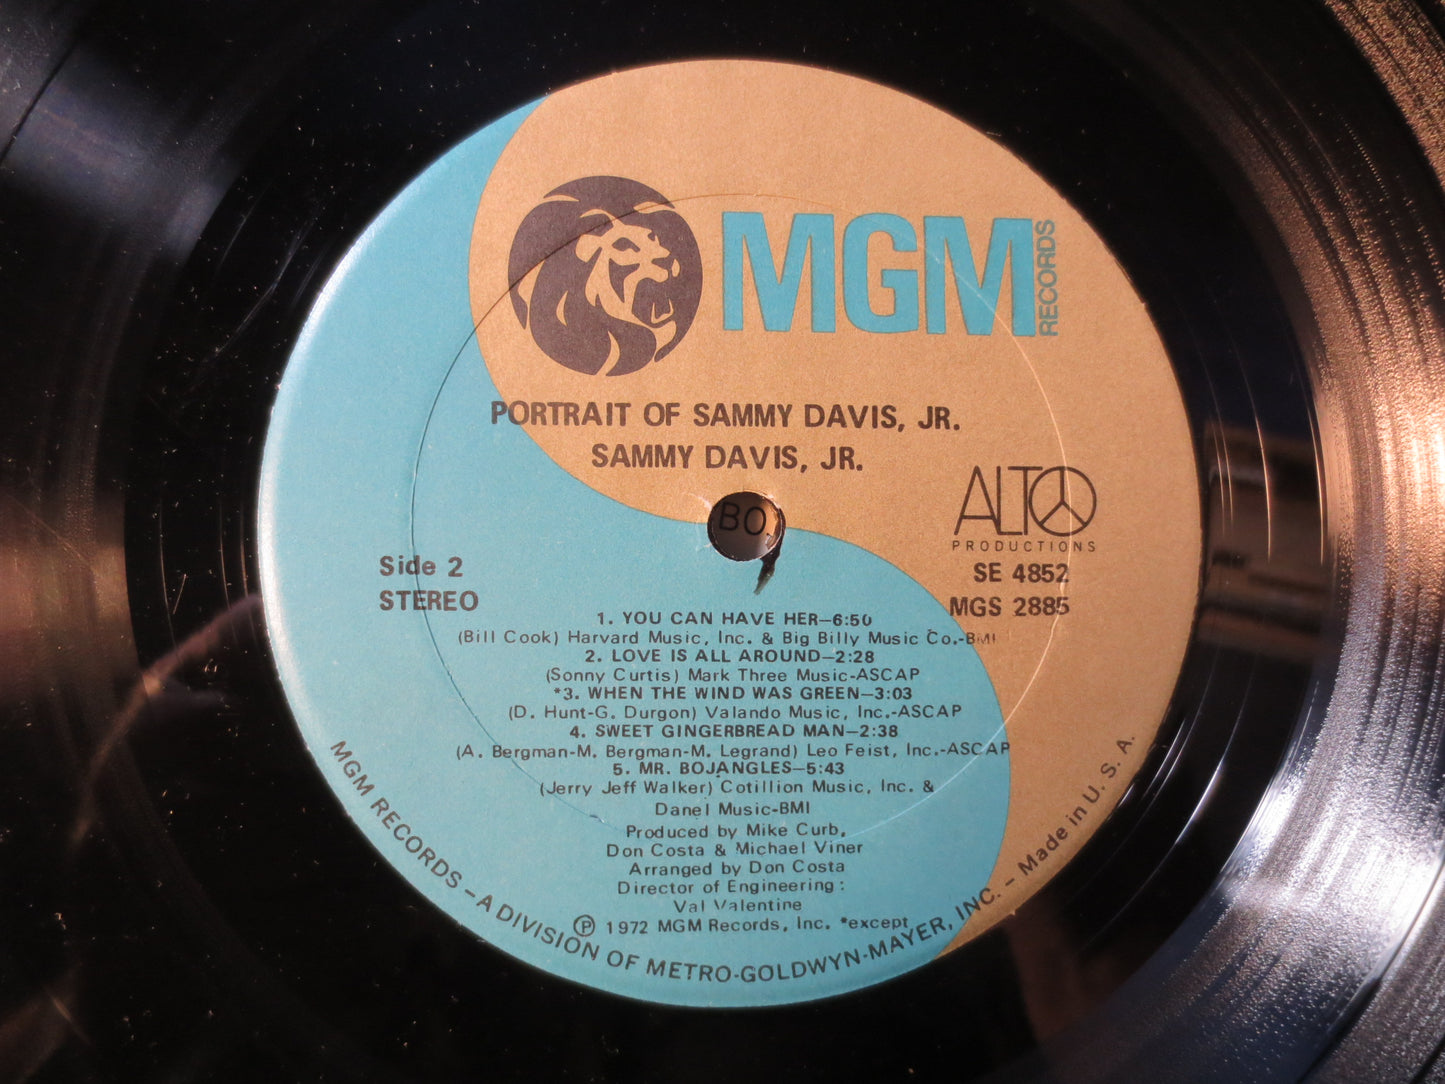 MGM RECORDS
PORTRAIT OF SAMMY DAVIS, JR.
SAMMY DAVIS, JR.
BO
ALTO
PRODUCTIONS
SE 4852
MGS 2885
Side 2
STEREO
1. YOU CAN HAVE HER—6:50
(Bill Cook) Harvard Music, Inc. & Big Billy Music Co.-BMI
2. LOVE IS ALL AROUND—2:28
(Sonny Curtis) Mark Three Music-ASCAP
*3. WHEN THE WIND WAS GREEN—3:03
(D. Hunt-G. Durgon) Valando Music, Inc.-ASCAP
4. SWEET GINGERBREAD MAN—2:38
(A. Bergman-M. Bergman-M. Legrand) Leo Feist, Inc.-ASCAP
5. MR. BOJANGLES—5:43
(Jerry Jeff Walker) Cotillion Music, Inc. &
Danel Music-BMI
Produced by Mike Curb,
Don Costa & Michael Viner
Arranged by Don Costa
Director of Engineering:
Val Valentine
℗ 1972 MGM Records, Inc. *except
MGM RECORDS – A DIVISION OF METRO-GOLDWYN-MAYER, INC. – Made in U. S. A.